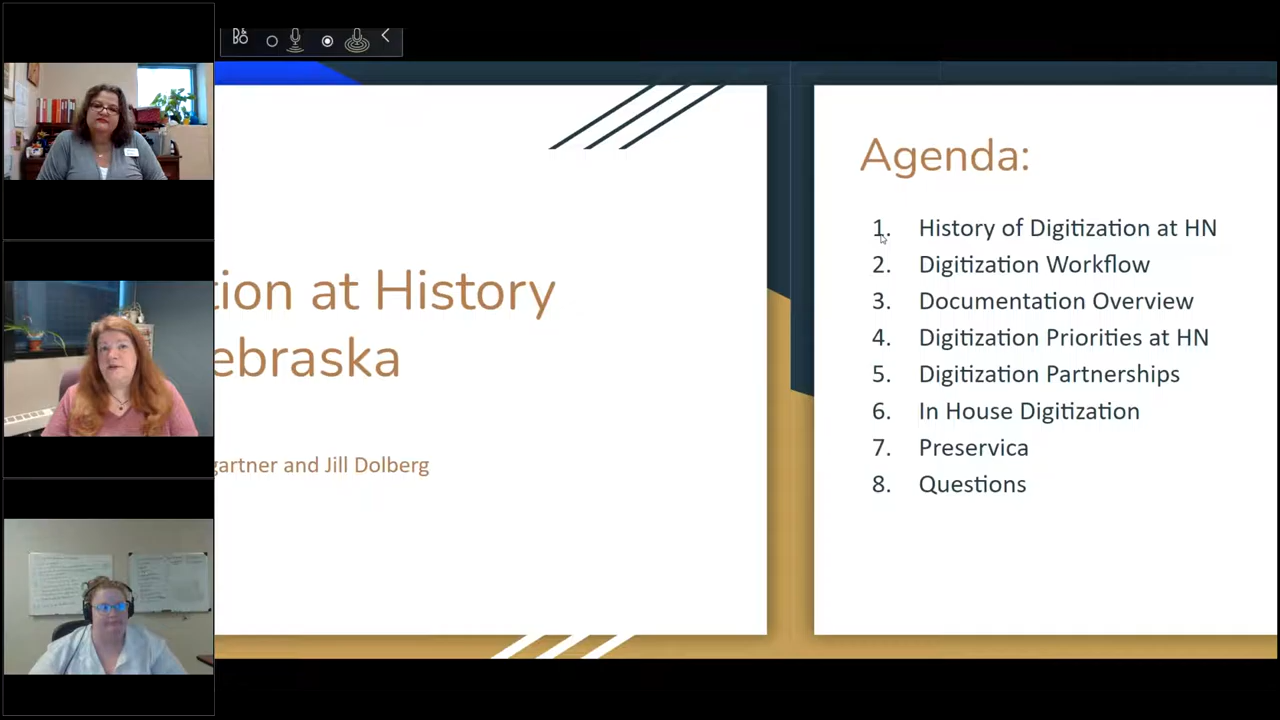 tion at History
ebraska
gartner and Jill Dolberg
Agenda:
1. History of Digitization at HN
2. Digitization Workflow
3. Documentation Overview
4. Digitization Priorities at HN
5. Digitization Partnerships
6. In House Digitization
7. Preservica
8. Questions